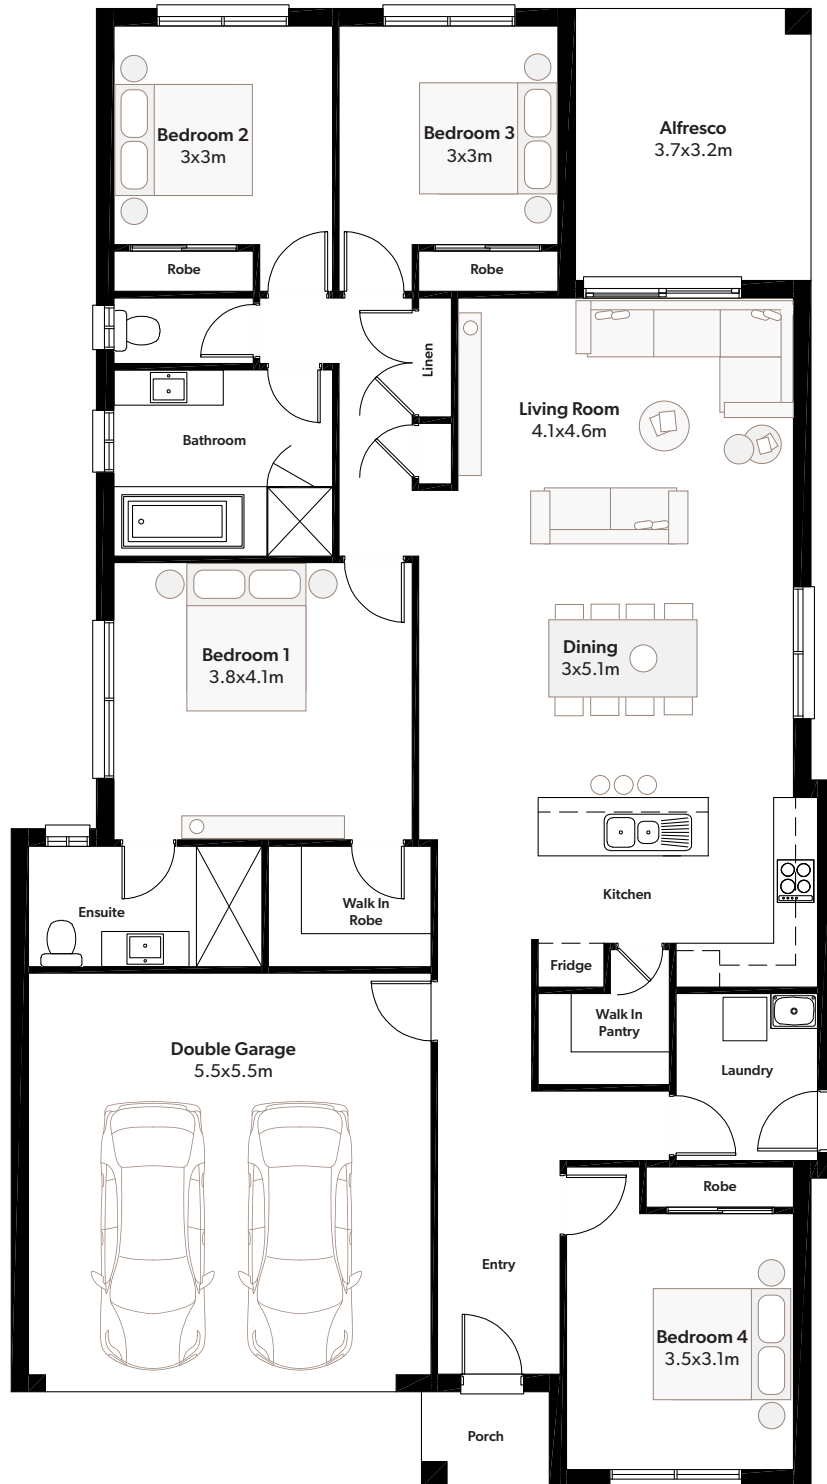 Bedroom 2
3x3m
Bedroom 3
3x3m
Alfresco
3.7x3.2m
Robe
Robe
Linen
Living Room
4.1x4.6m
Bathroom
Bedroom 1
3.8x4.1m
Dining
3x5.1m
Kitchen
Ensuite
Walk In
Robe
Fridge
Walk In
Pantry
Double Garage
5.5x5.5m
Laundry
Robe
Entry
Bedroom 4
3.5x3.1m
Porch